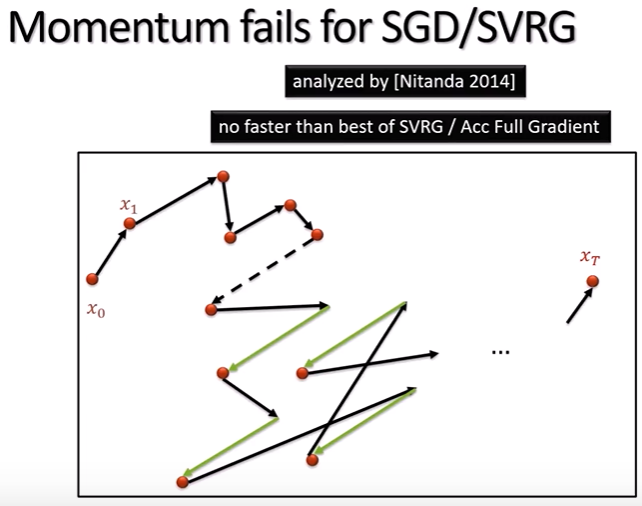 Momentum fails for SGD/SVRG
analyzed by [Nitanda 2014]
no faster than best of SVRG / Acc Full Gradient
x₁
x₀
x_T
...